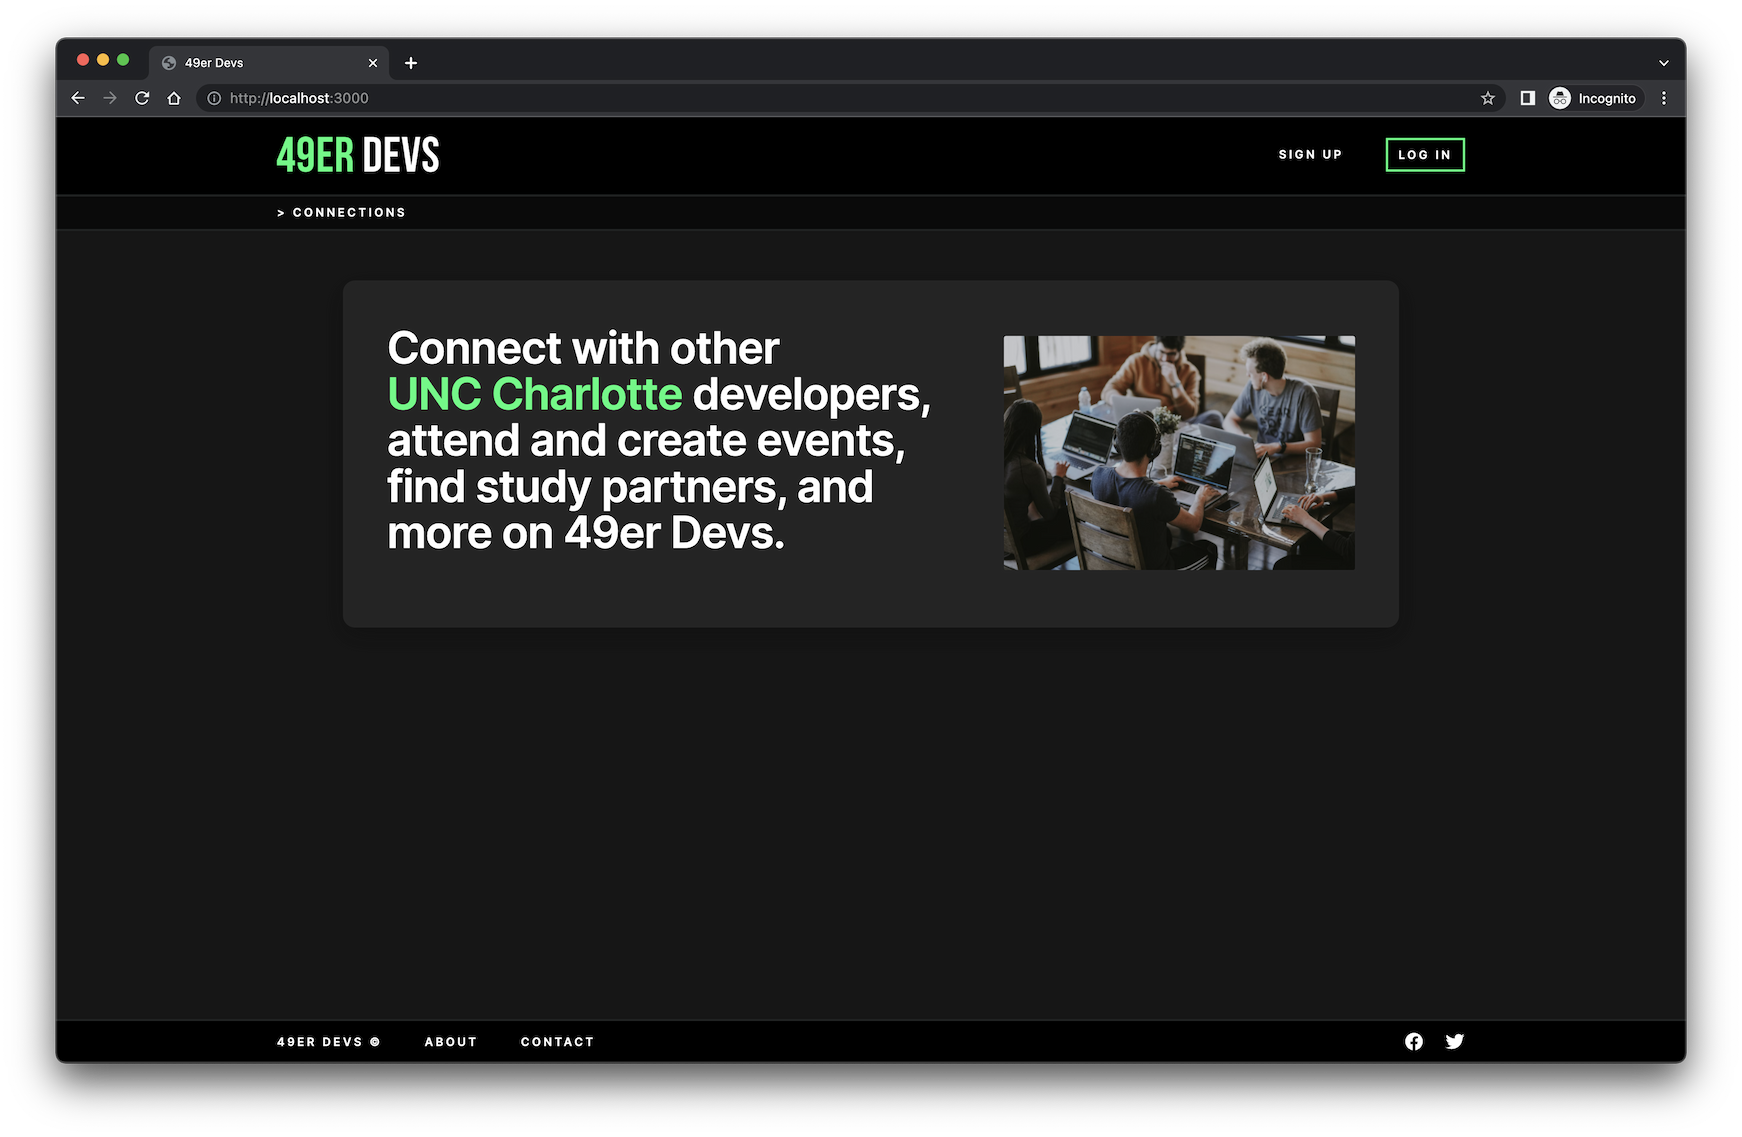 49er Devs
http://localhost:3000
Incognito
49ER DEVS
SIGN UP
LOG IN
> CONNECTIONS
Connect with other
UNC Charlotte developers,
attend and create events,
find study partners, and
more on 49er Devs.
49ER DEVS ©
ABOUT
CONTACT